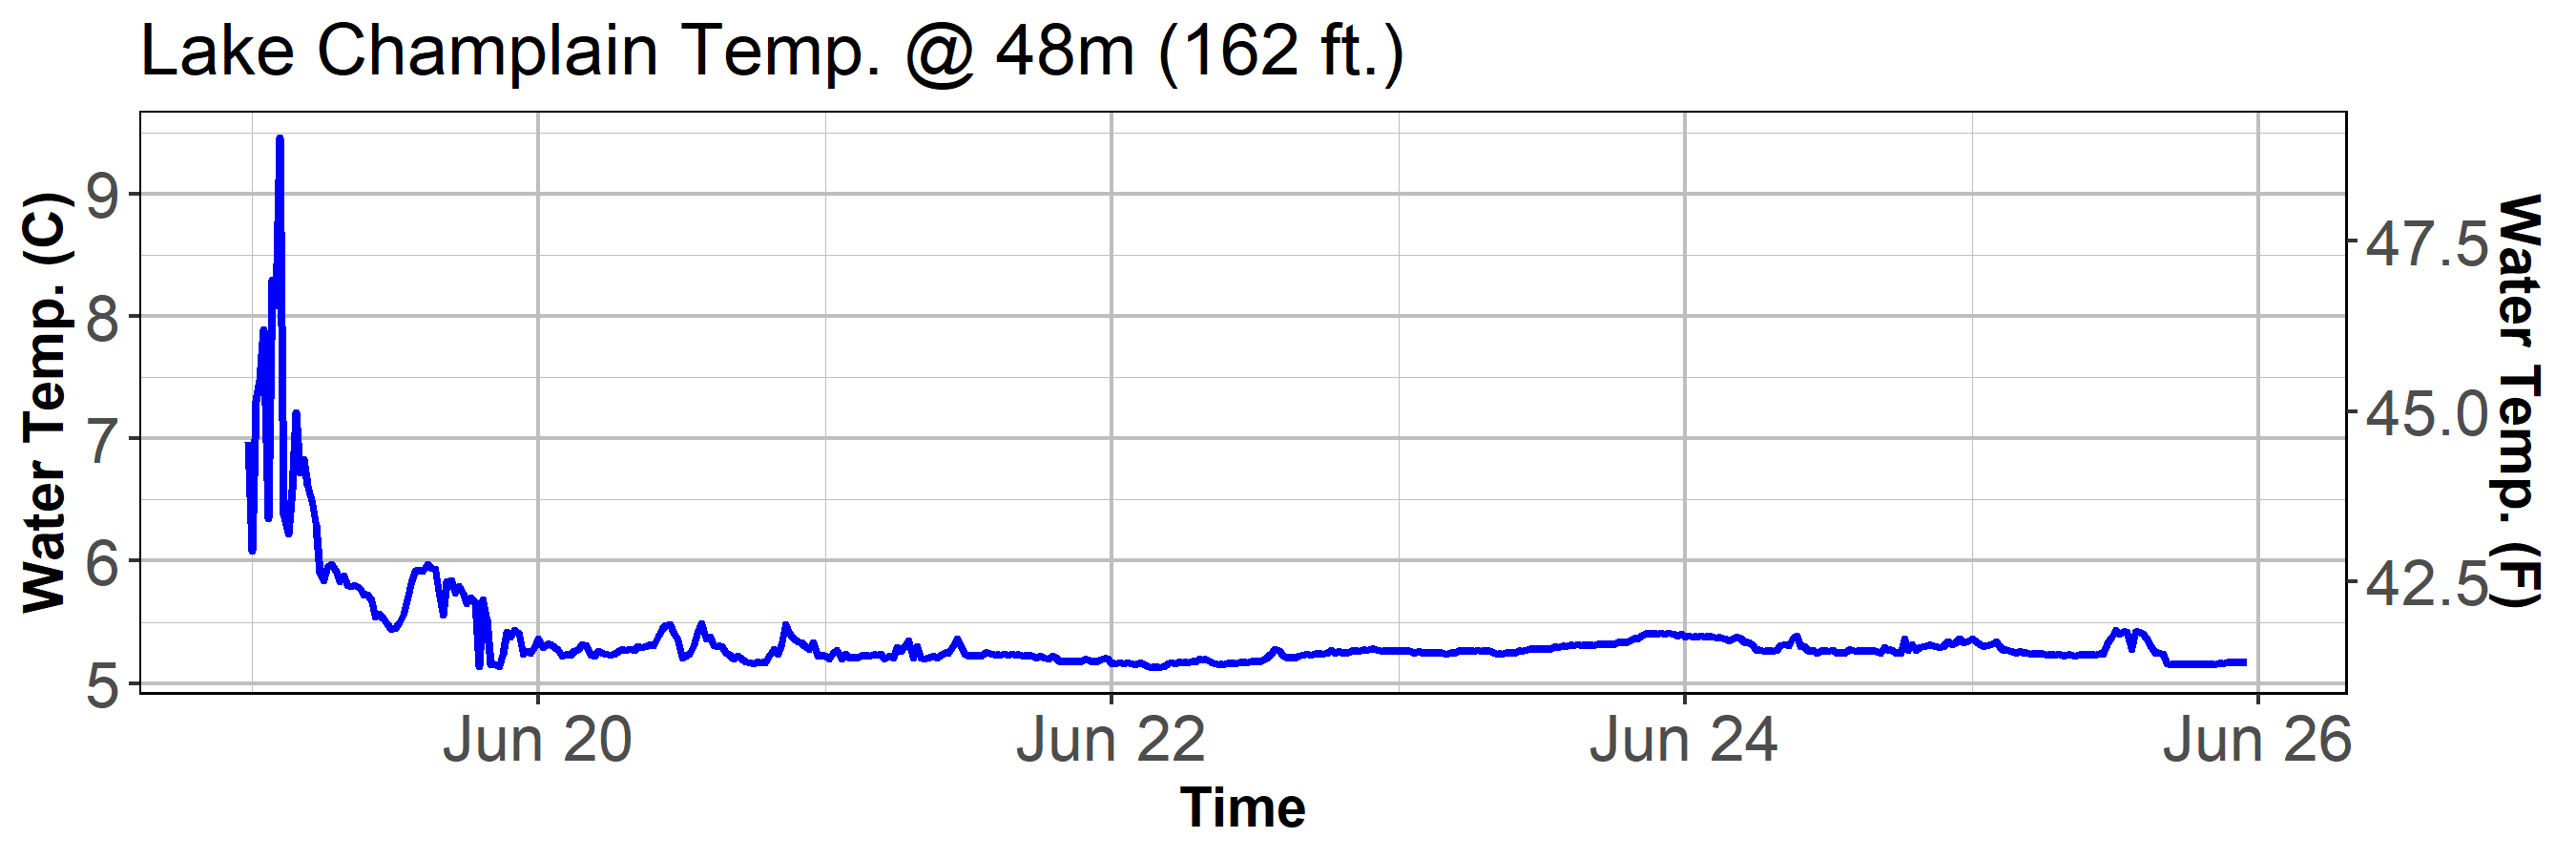 Lake Champlain Temp. @ 48m (162 ft.)
Water Temp. (C)
9
8
7
6
5
47.5
45.0
42.5
Water Temp. (F)
Jun 20
Jun 22
Jun 24
Jun 26
Time